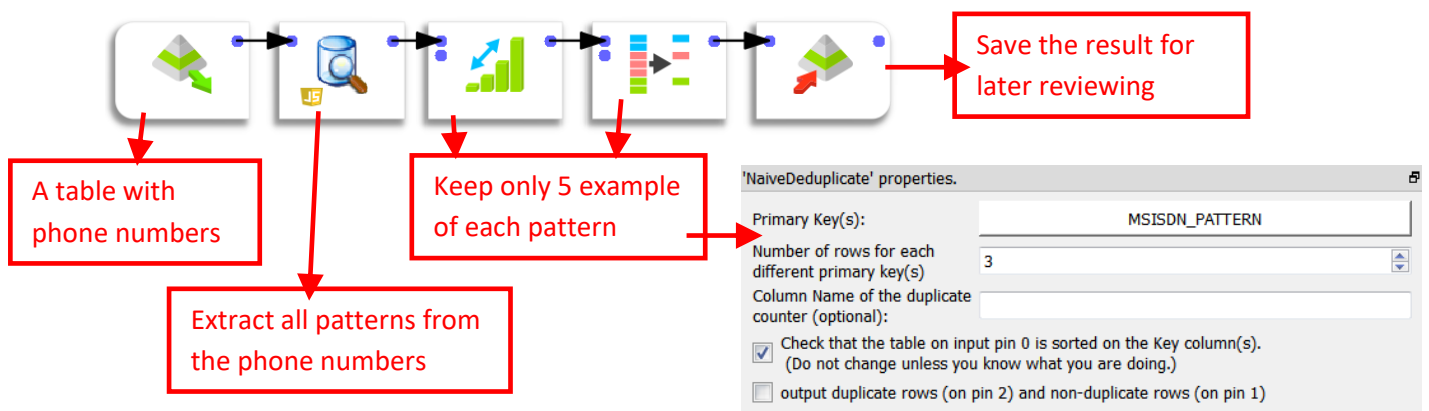 JS
Save the result for
later reviewing
A table with
phone numbers
Keep only 5 example
of each pattern
Extract all patterns from
the phone numbers
'NaiveDeduplicate' properties.
Primary Key(s):
MSISDN_PATTERN
Number of rows for each
different primary key(s)
3
Column Name of the duplicate
counter (optional):
Check that the table on input pin 0 is sorted on the Key column(s).
(Do not change unless you know what you are doing.)
output duplicate rows (on pin 2) and non-duplicate rows (on pin 1)